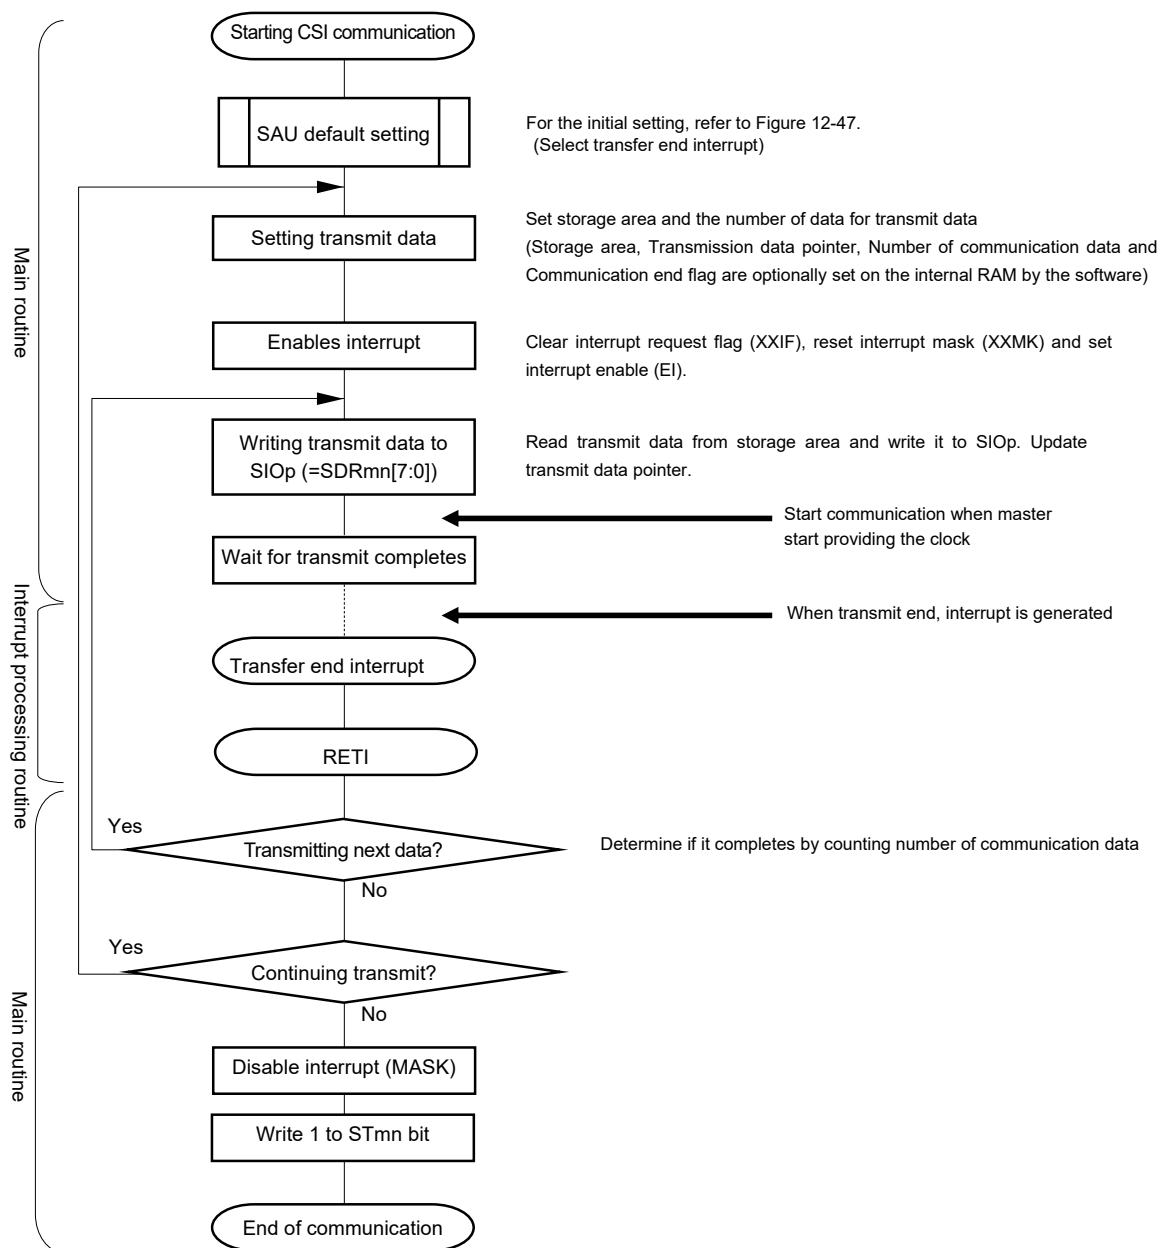 Starting CSI communication
SAU default setting
For the initial setting, refer to Figure 12-47.
(Select transfer end interrupt)
Setting transmit data
Set storage area and the number of data for transmit data
(Storage area, Transmission data pointer, Number of communication data and
Communication end flag are optionally set on the internal RAM by the software)
Main routine
Enables interrupt
Clear interrupt request flag (XXIF), reset interrupt mask (XXMK) and set
interrupt enable (EI).
Writing transmit data to
SIOp (=SDRmn[7:0])
Read transmit data from storage area and write it to SIOp. Update
transmit data pointer.
Start communication when master
start providing the clock
Wait for transmit completes
When transmit end, interrupt is generated
Interrupt processing routine
Transfer end interrupt
RETI
Yes
Transmitting next data?
Determine if it completes by counting number of communication data
No
Yes
Continuing transmit?
No
Main routine
Disable interrupt (MASK)
Write 1 to STmn bit
End of communication